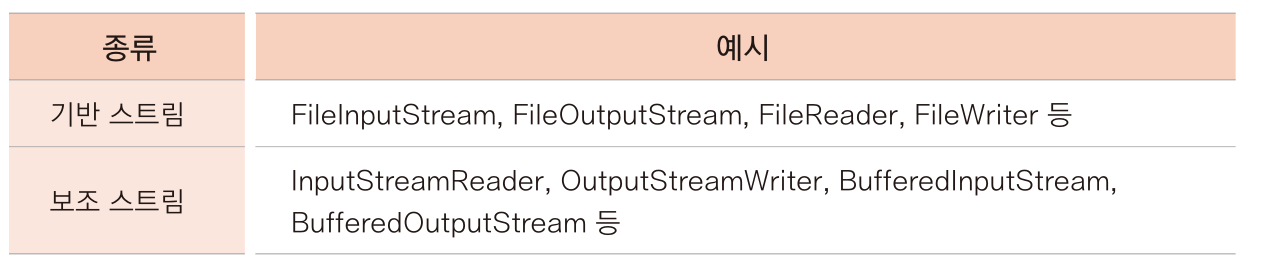 종류 예시
기반 스트림 FileInputStream, FileOutputStream, FileReader, FileWriter 등
보조 스트림 InputStreamReader, OutputStreamWriter, BufferedInputStream,
BufferedOutputStream 등